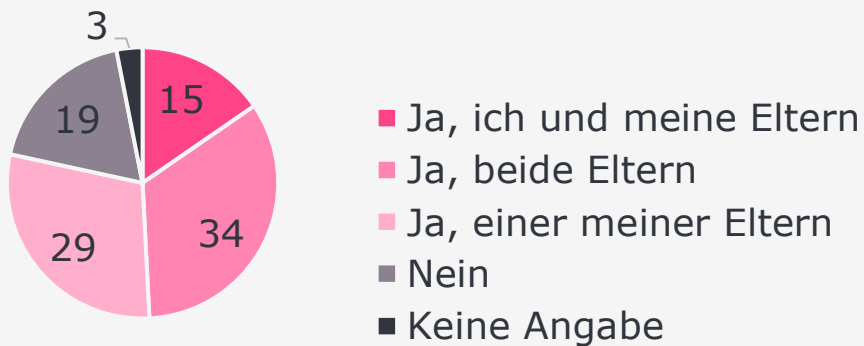 3
15
19
34
29
Ja, ich und meine Eltern
Ja, beide Eltern
Ja, einer meiner Eltern
Nein
Keine Angabe